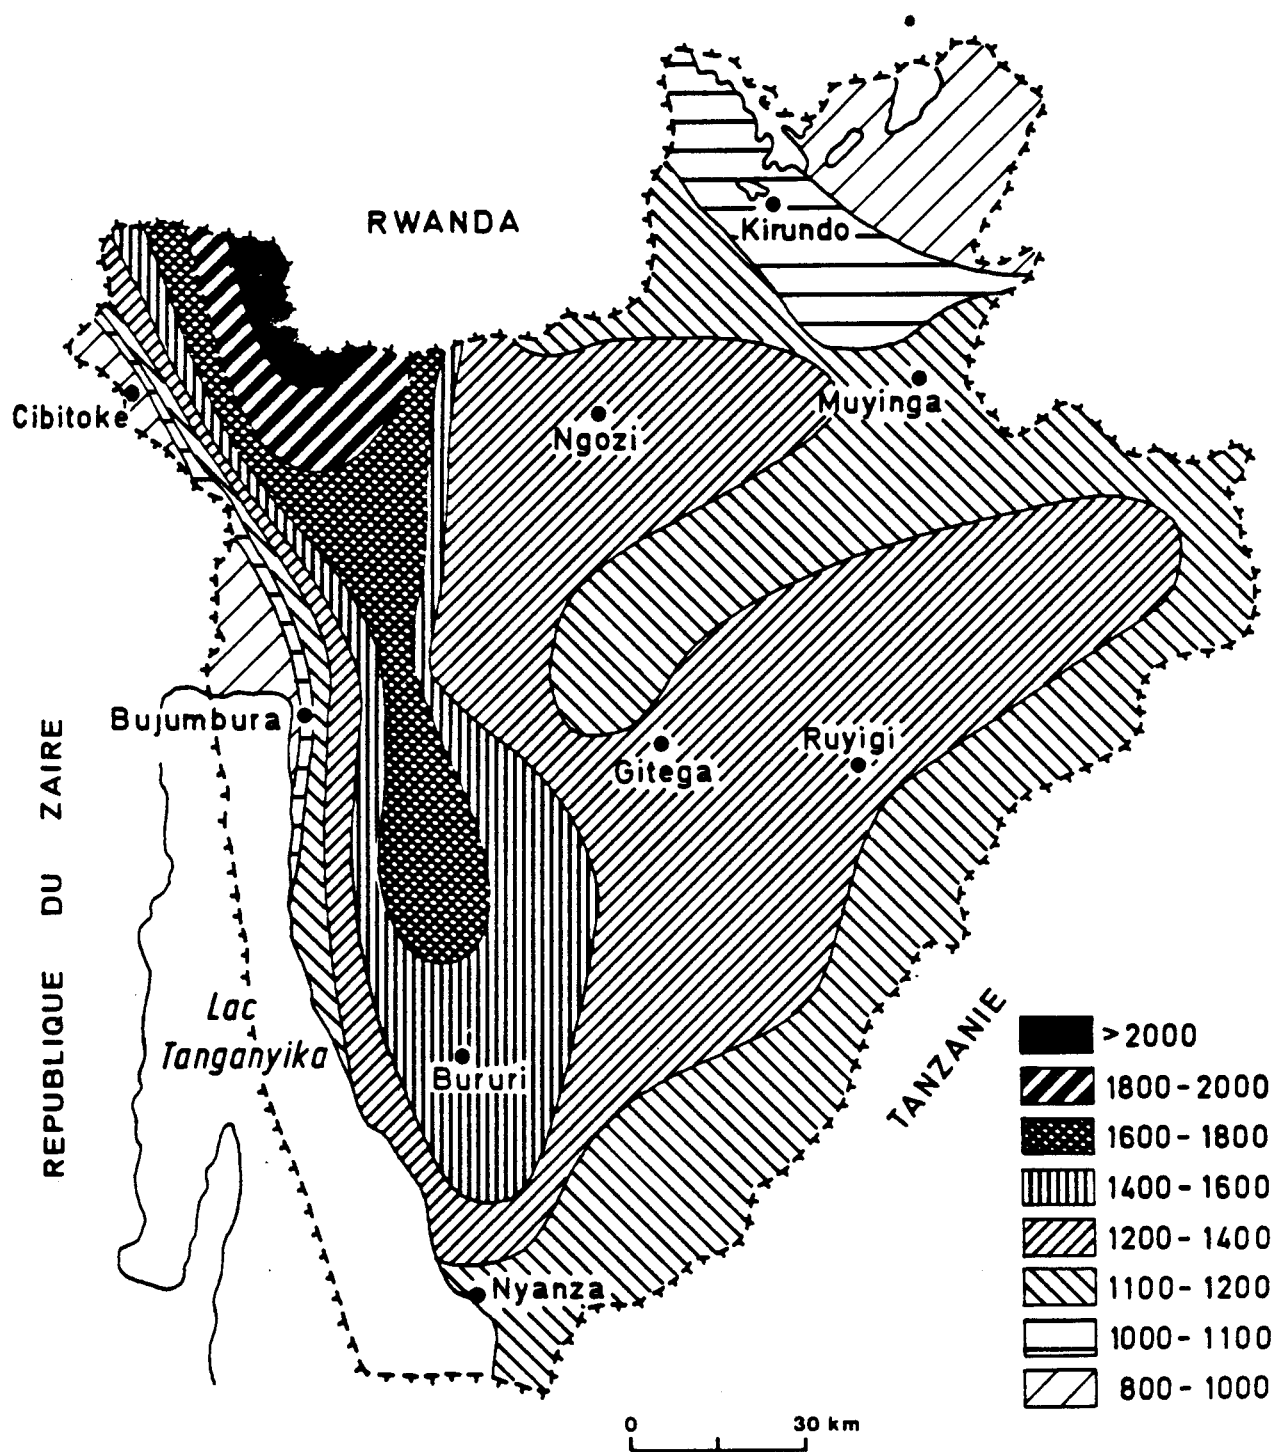 RWANDA
Kirundo
Cibitoke
Ngozi
Muyinga
Bujumbura
Gitega
Ruyigi
REPUBLIQUE DU ZAIRE
Lac
Tanganyika
Bururi
TANZANIE
Nyanza
>2000
1800-2000
1600-1800
1400-1600
1200-1400
1100-1200
1000-1100
800-1000
0 30 km